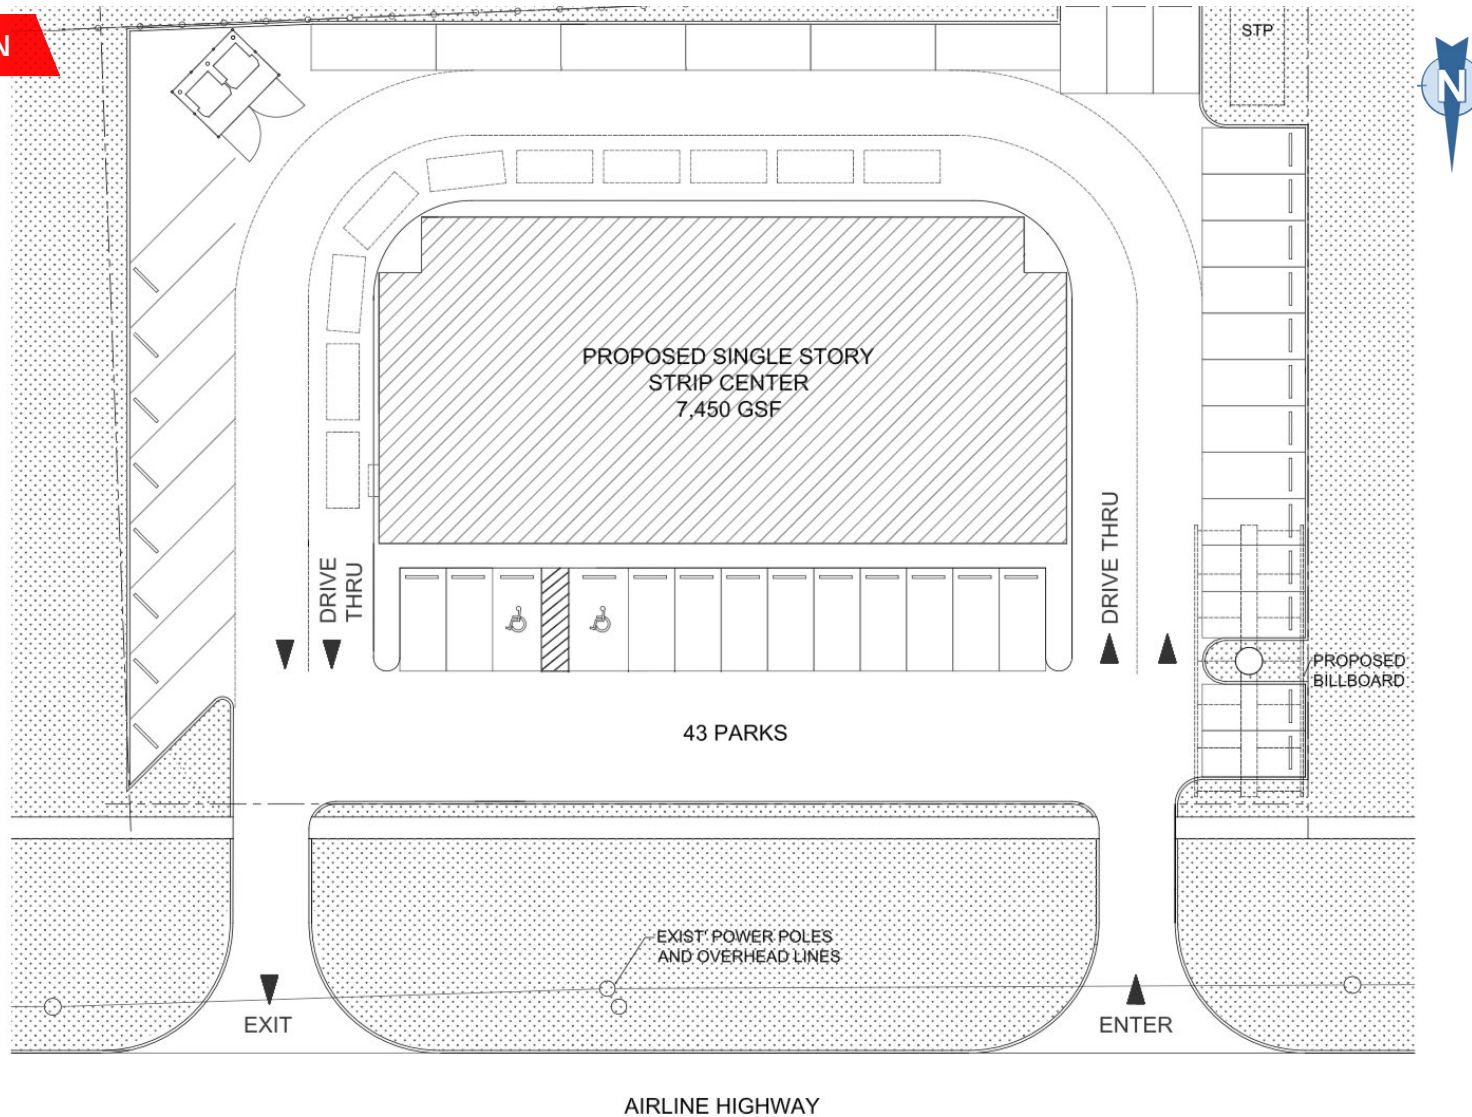 N
STP
N
PROPOSED SINGLE STORY
STRIP CENTER
7,450 GSF
DRIVE
THRU
DRIVE THRU
PROPOSED
BILLBOARD
43 PARKS
EXIST' POWER POLES
AND OVERHEAD LINES
EXIT
ENTER
AIRLINE HIGHWAY